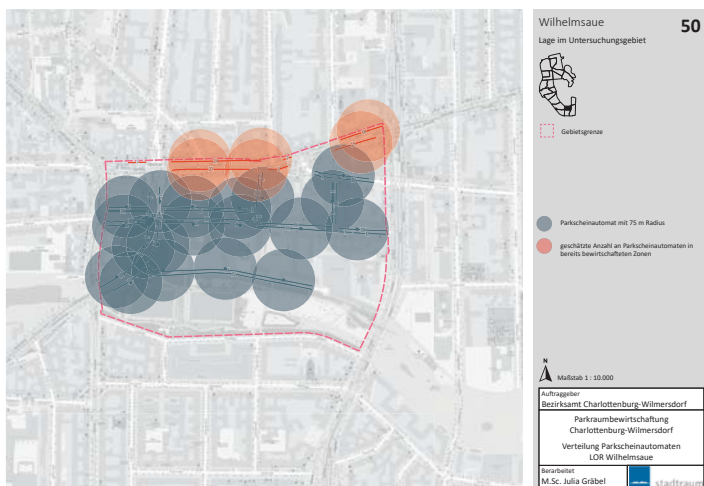 Wilhelmsaue
50
Lage im Untersuchungsgebiet
Gebietsgrenze
Parkscheinautomat mit 75 m Radius
geschätzte Anzahl an Parkscheinautomaten in
bereits bewirtschafteten Zonen
N
Maßstab 1 : 10.000
Auftraggeber
Bezirksamt Charlottenburg-Wilmersdorf
Parkraumbewirtschaftung
Charlottenburg-Wilmersdorf
Verteilung Parkscheinautomaten
LOR Wilhelmsaue
Berarbeitet
M.Sc. Julia Gräbel
stadtraum